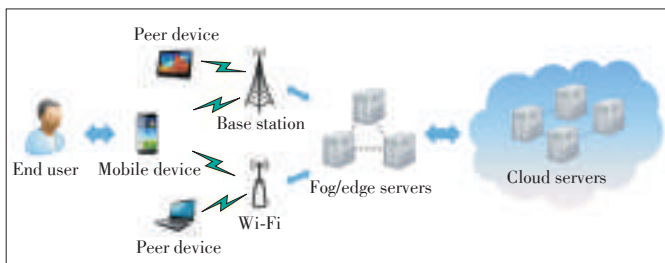 Peer device
Base station
End user
Mobile device
Fog/edge servers
Cloud servers
Wi-Fi
Peer device